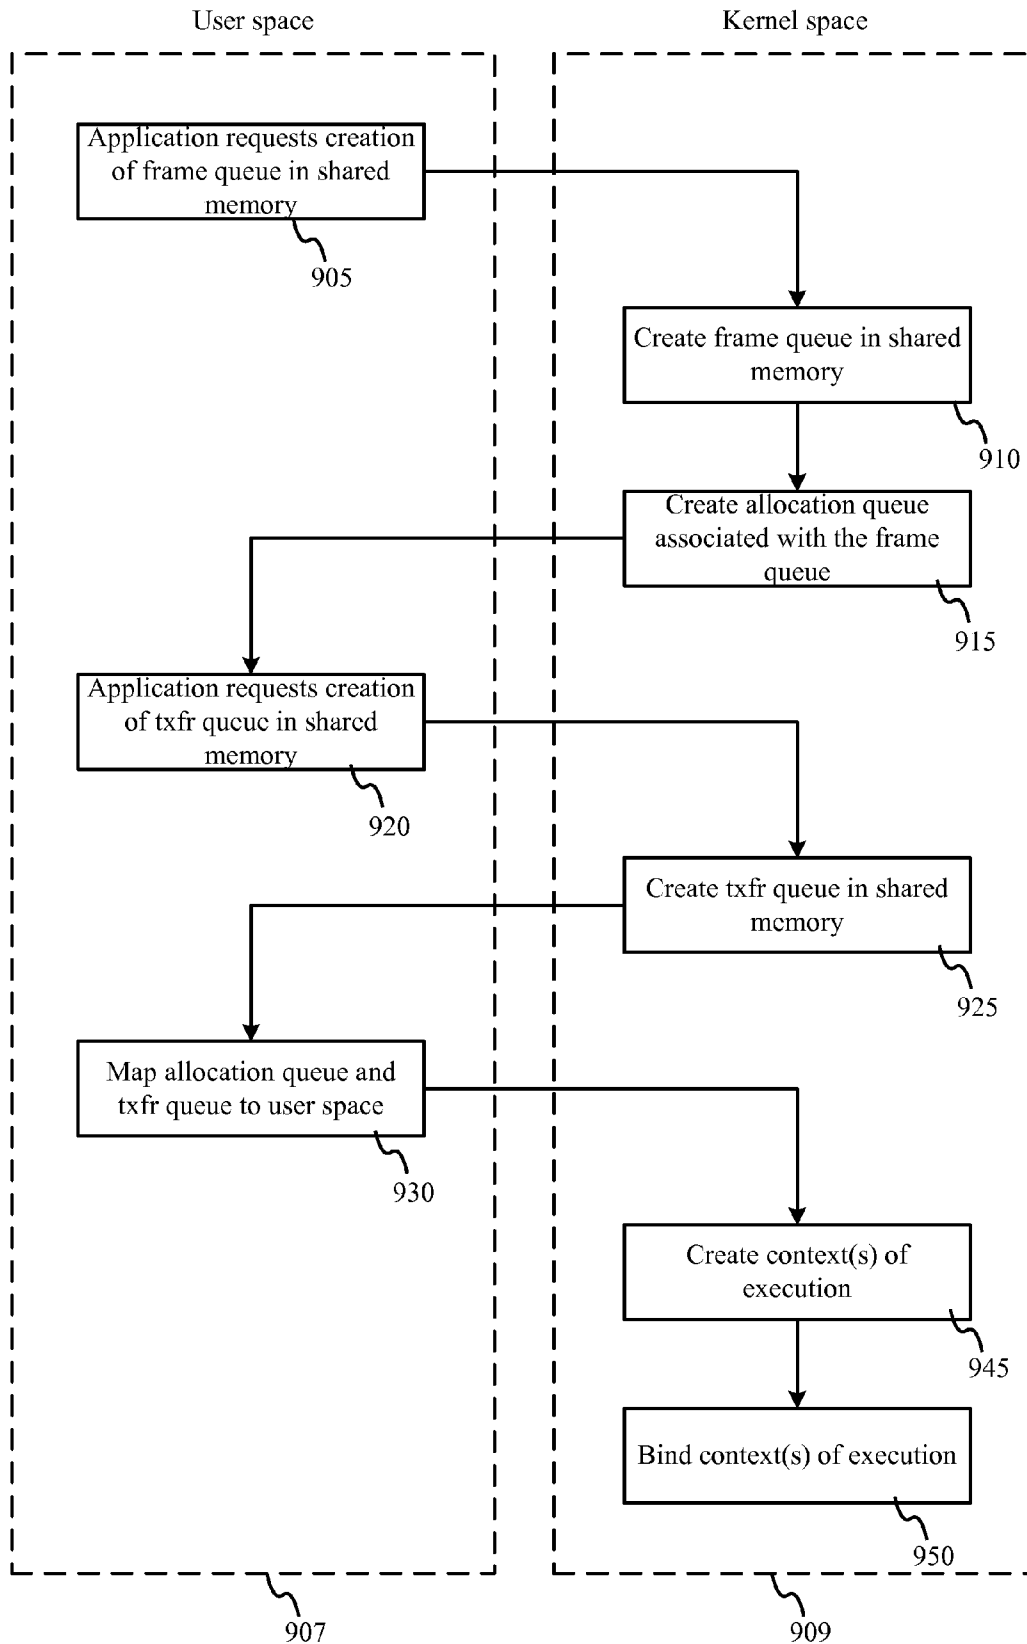 User space
Kernel space
Application requests creation
of frame queue in shared
memory
905
Create frame queue in shared
memory
910
Create allocation queue
associated with the frame
queue
915
Application requests creation
of txfr queue in shared
memory
920
Create txfr queue in shared
memory
925
Map allocation queue and
txfr queue to user space
930
Create context(s) of
execution
945
Bind context(s) of execution
950
907
909